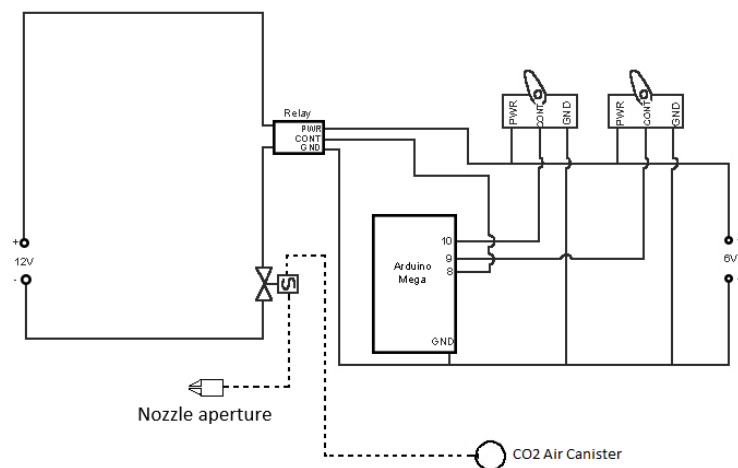 Relay
PWR
CONT
GND
PWR
CONT
GND
PWR
CONT
GND
+
12V
-
10
9
8
Arduino
Mega
GND
6V
S
Nozzle aperture
CO2 Air Canister